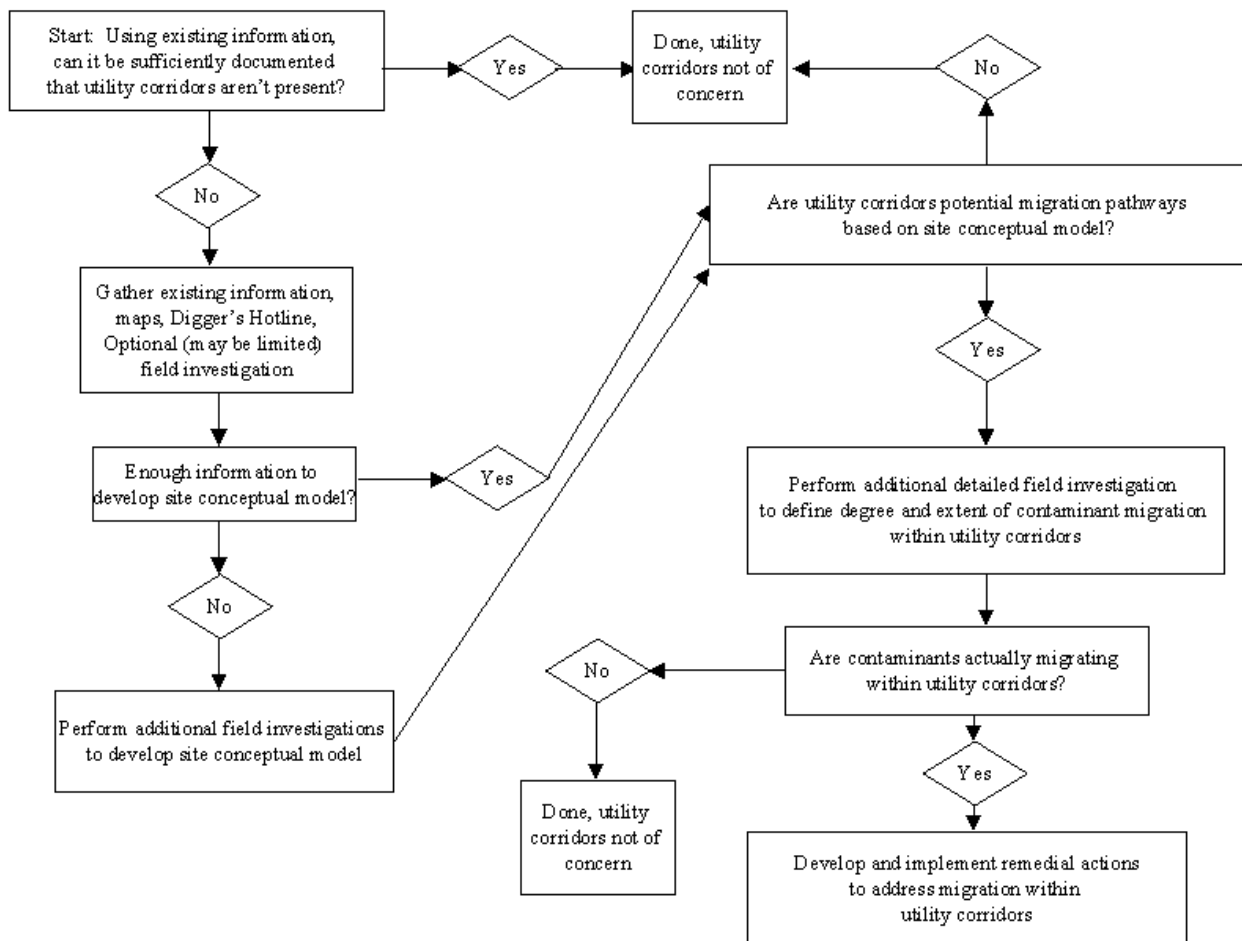 Start: Using existing information,
can it be sufficiently documented
that utility corridors aren't present?
Yes
Done, utility
corridors not of
concern
No
No
Are utility corridors potential migration pathways
based on site conceptual model?
Gather existing information,
maps, Digger's Hotline,
Optional (may be limited)
field investigation
Yes
Enough information to
develop site conceptual model?
Yes
Perform additional detailed field investigation
to define degree and extent of contaminant migration
within utility corridors
No
Are contaminants actually migrating
within utility corridors?
No
Perform additional field investigations
to develop site conceptual model
Yes
Done, utility
corridors not of
concern
Develop and implement remedial actions
to address migration within
utility corridors